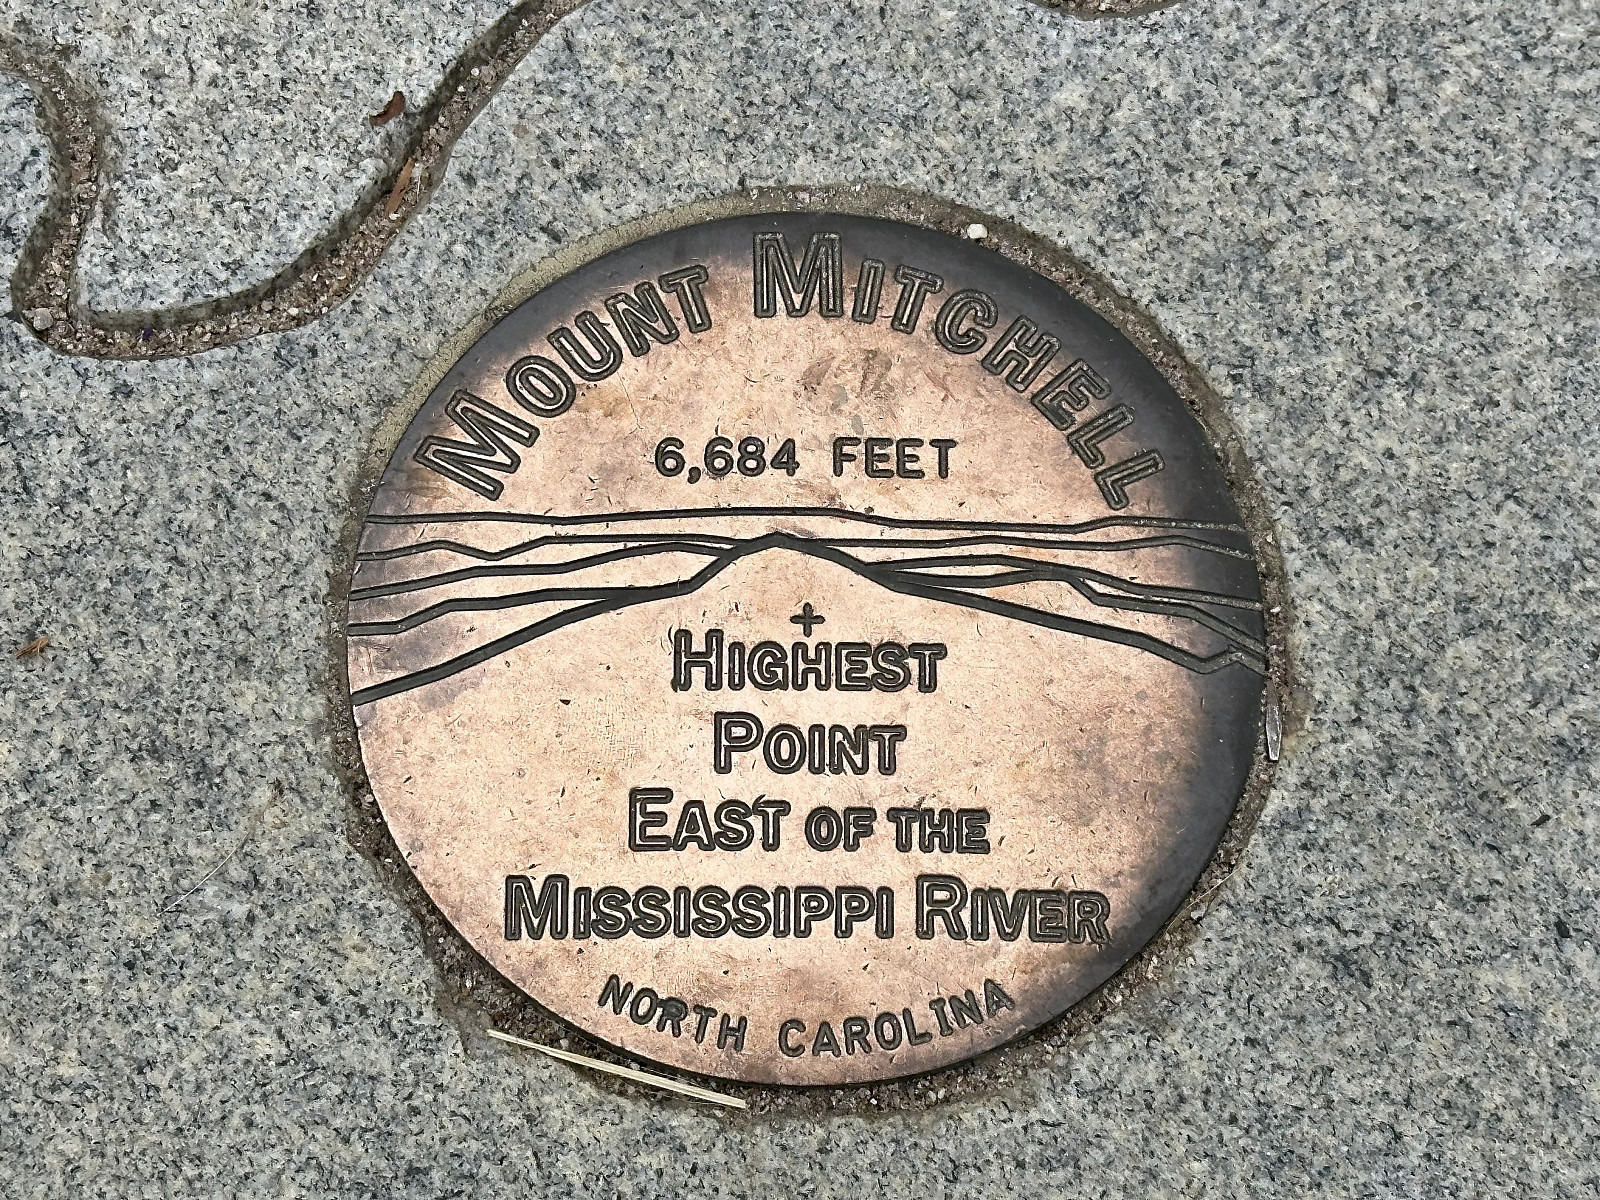 MOUNT MITCHELL
6,684 FEET
+
HIGHEST
POINT
EAST OF THE
MISSISSIPPI RIVER
NORTH CAROLINA